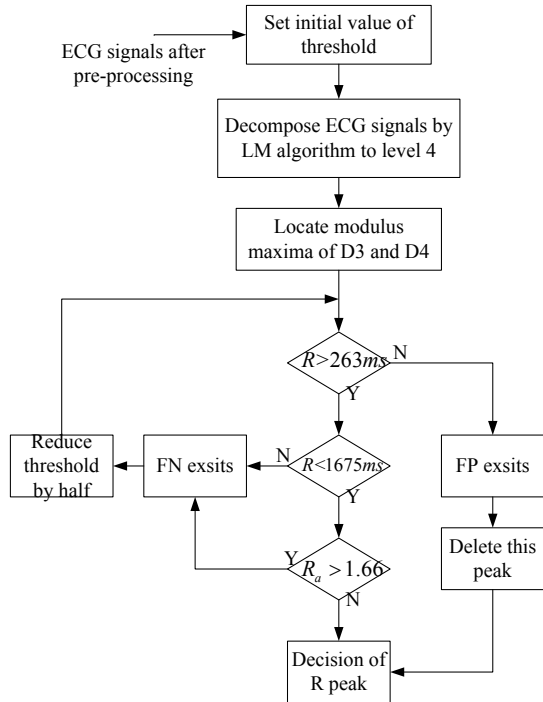 Set initial value of
threshold
ECG signals after
pre-processing
Decompose ECG signals by
LM algorithm to level 4
Locate modulus
maxima of D3 and D4
R>263ms
N
Y
Reduce
threshold
by half
FN exsits
N
R<1675ms
Y
FP exsits
Y
R_a >1.66
N
Delete this
peak
Decision of
R peak